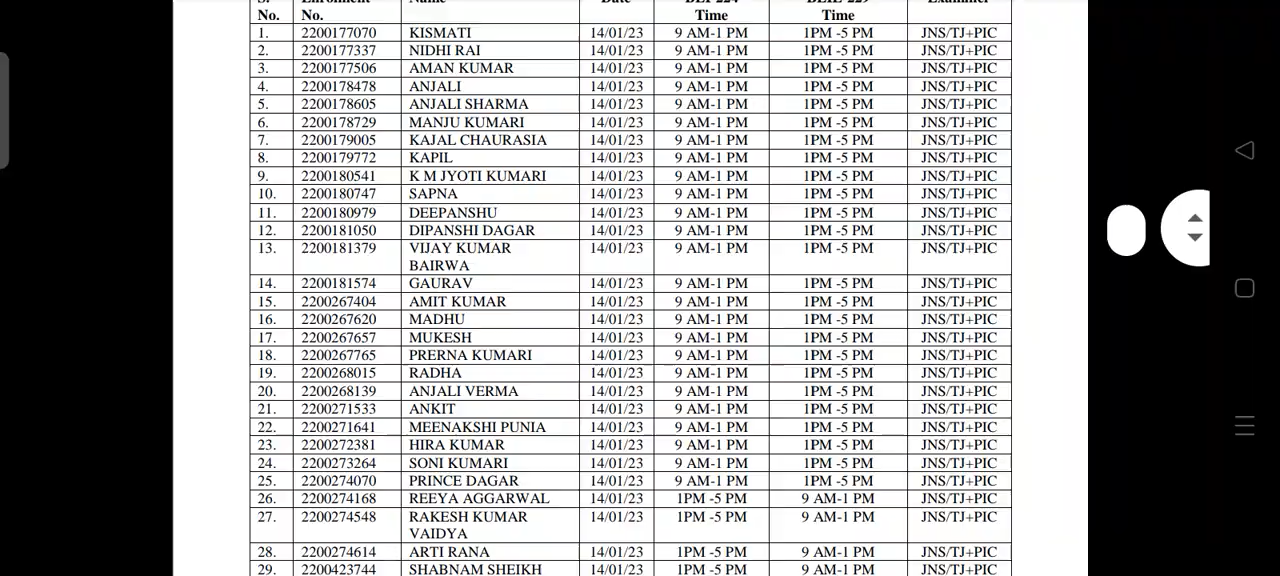 No. No. Time Time
1. 2200177070 KISMATI 14/01/23 9 AM-1 PM 1PM -5 PM JNS/TJ+PIC
2. 2200177337 NIDHI RAI 14/01/23 9 AM-1 PM 1PM -5 PM JNS/TJ+PIC
3. 2200177506 AMAN KUMAR 14/01/23 9 AM-1 PM 1PM -5 PM JNS/TJ+PIC
4. 2200178478 ANJALI 14/01/23 9 AM-1 PM 1PM -5 PM JNS/TJ+PIC
5. 2200178605 ANJALI SHARMA 14/01/23 9 AM-1 PM 1PM -5 PM JNS/TJ+PIC
6. 2200178729 MANJU KUMARI 14/01/23 9 AM-1 PM 1PM -5 PM JNS/TJ+PIC
7. 2200179005 KAJAL CHAURASIA 14/01/23 9 AM-1 PM 1PM -5 PM JNS/TJ+PIC
8. 2200179772 KAPIL 14/01/23 9 AM-1 PM 1PM -5 PM JNS/TJ+PIC
9. 2200180541 K M JYOTI KUMARI 14/01/23 9 AM-1 PM 1PM -5 PM JNS/TJ+PIC
10. 2200180747 SAPNA 14/01/23 9 AM-1 PM 1PM -5 PM JNS/TJ+PIC
11. 2200180979 DEEPANSHU 14/01/23 9 AM-1 PM 1PM -5 PM JNS/TJ+PIC
12. 2200181050 DIPANSHI DAGAR 14/01/23 9 AM-1 PM 1PM -5 PM JNS/TJ+PIC
13. 2200181379 VIJAY KUMAR 14/01/23 9 AM-1 PM 1PM -5 PM JNS/TJ+PIC
BAIRWA
14. 2200181574 GAURAV 14/01/23 9 AM-1 PM 1PM -5 PM JNS/TJ+PIC
15. 2200267404 AMIT KUMAR 14/01/23 9 AM-1 PM 1PM -5 PM JNS/TJ+PIC
16. 2200267620 MADHU 14/01/23 9 AM-1 PM 1PM -5 PM JNS/TJ+PIC
17. 2200267657 MUKESH 14/01/23 9 AM-1 PM 1PM -5 PM JNS/TJ+PIC
18. 2200267765 PRERNA KUMARI 14/01/23 9 AM-1 PM 1PM -5 PM JNS/TJ+PIC
19. 2200268015 RADHA 14/01/23 9 AM-1 PM 1PM -5 PM JNS/TJ+PIC
20. 2200268139 ANJALI VERMA 14/01/23 9 AM-1 PM 1PM -5 PM JNS/TJ+PIC
21. 2200271533 ANKIT 14/01/23 9 AM-1 PM 1PM -5 PM JNS/TJ+PIC
22. 2200271641 MEENAKSHI PUNIA 14/01/23 9 AM-1 PM 1PM -5 PM JNS/TJ+PIC
23. 2200272381 HIRA KUMAR 14/01/23 9 AM-1 PM 1PM -5 PM JNS/TJ+PIC
24. 2200273264 SONI KUMARI 14/01/23 9 AM-1 PM 1PM -5 PM JNS/TJ+PIC
25. 2200274070 PRINCE DAGAR 14/01/23 9 AM-1 PM 1PM -5 PM JNS/TJ+PIC
26. 2200274168 REEYA AGGARWAL 14/01/23 1PM -5 PM 9 AM-1 PM JNS/TJ+PIC
27. 2200274548 RAKESH KUMAR 14/01/23 1PM -5 PM 9 AM-1 PM JNS/TJ+PIC
VAIDYA
28. 2200274614 ARTI RANA 14/01/23 1PM -5 PM 9 AM-1 PM JNS/TJ+PIC
29. 2200423744 SHABNAM SHEIKH 14/01/23 1PM -5 PM 9 AM-1 PM JNS/TJ+PIC